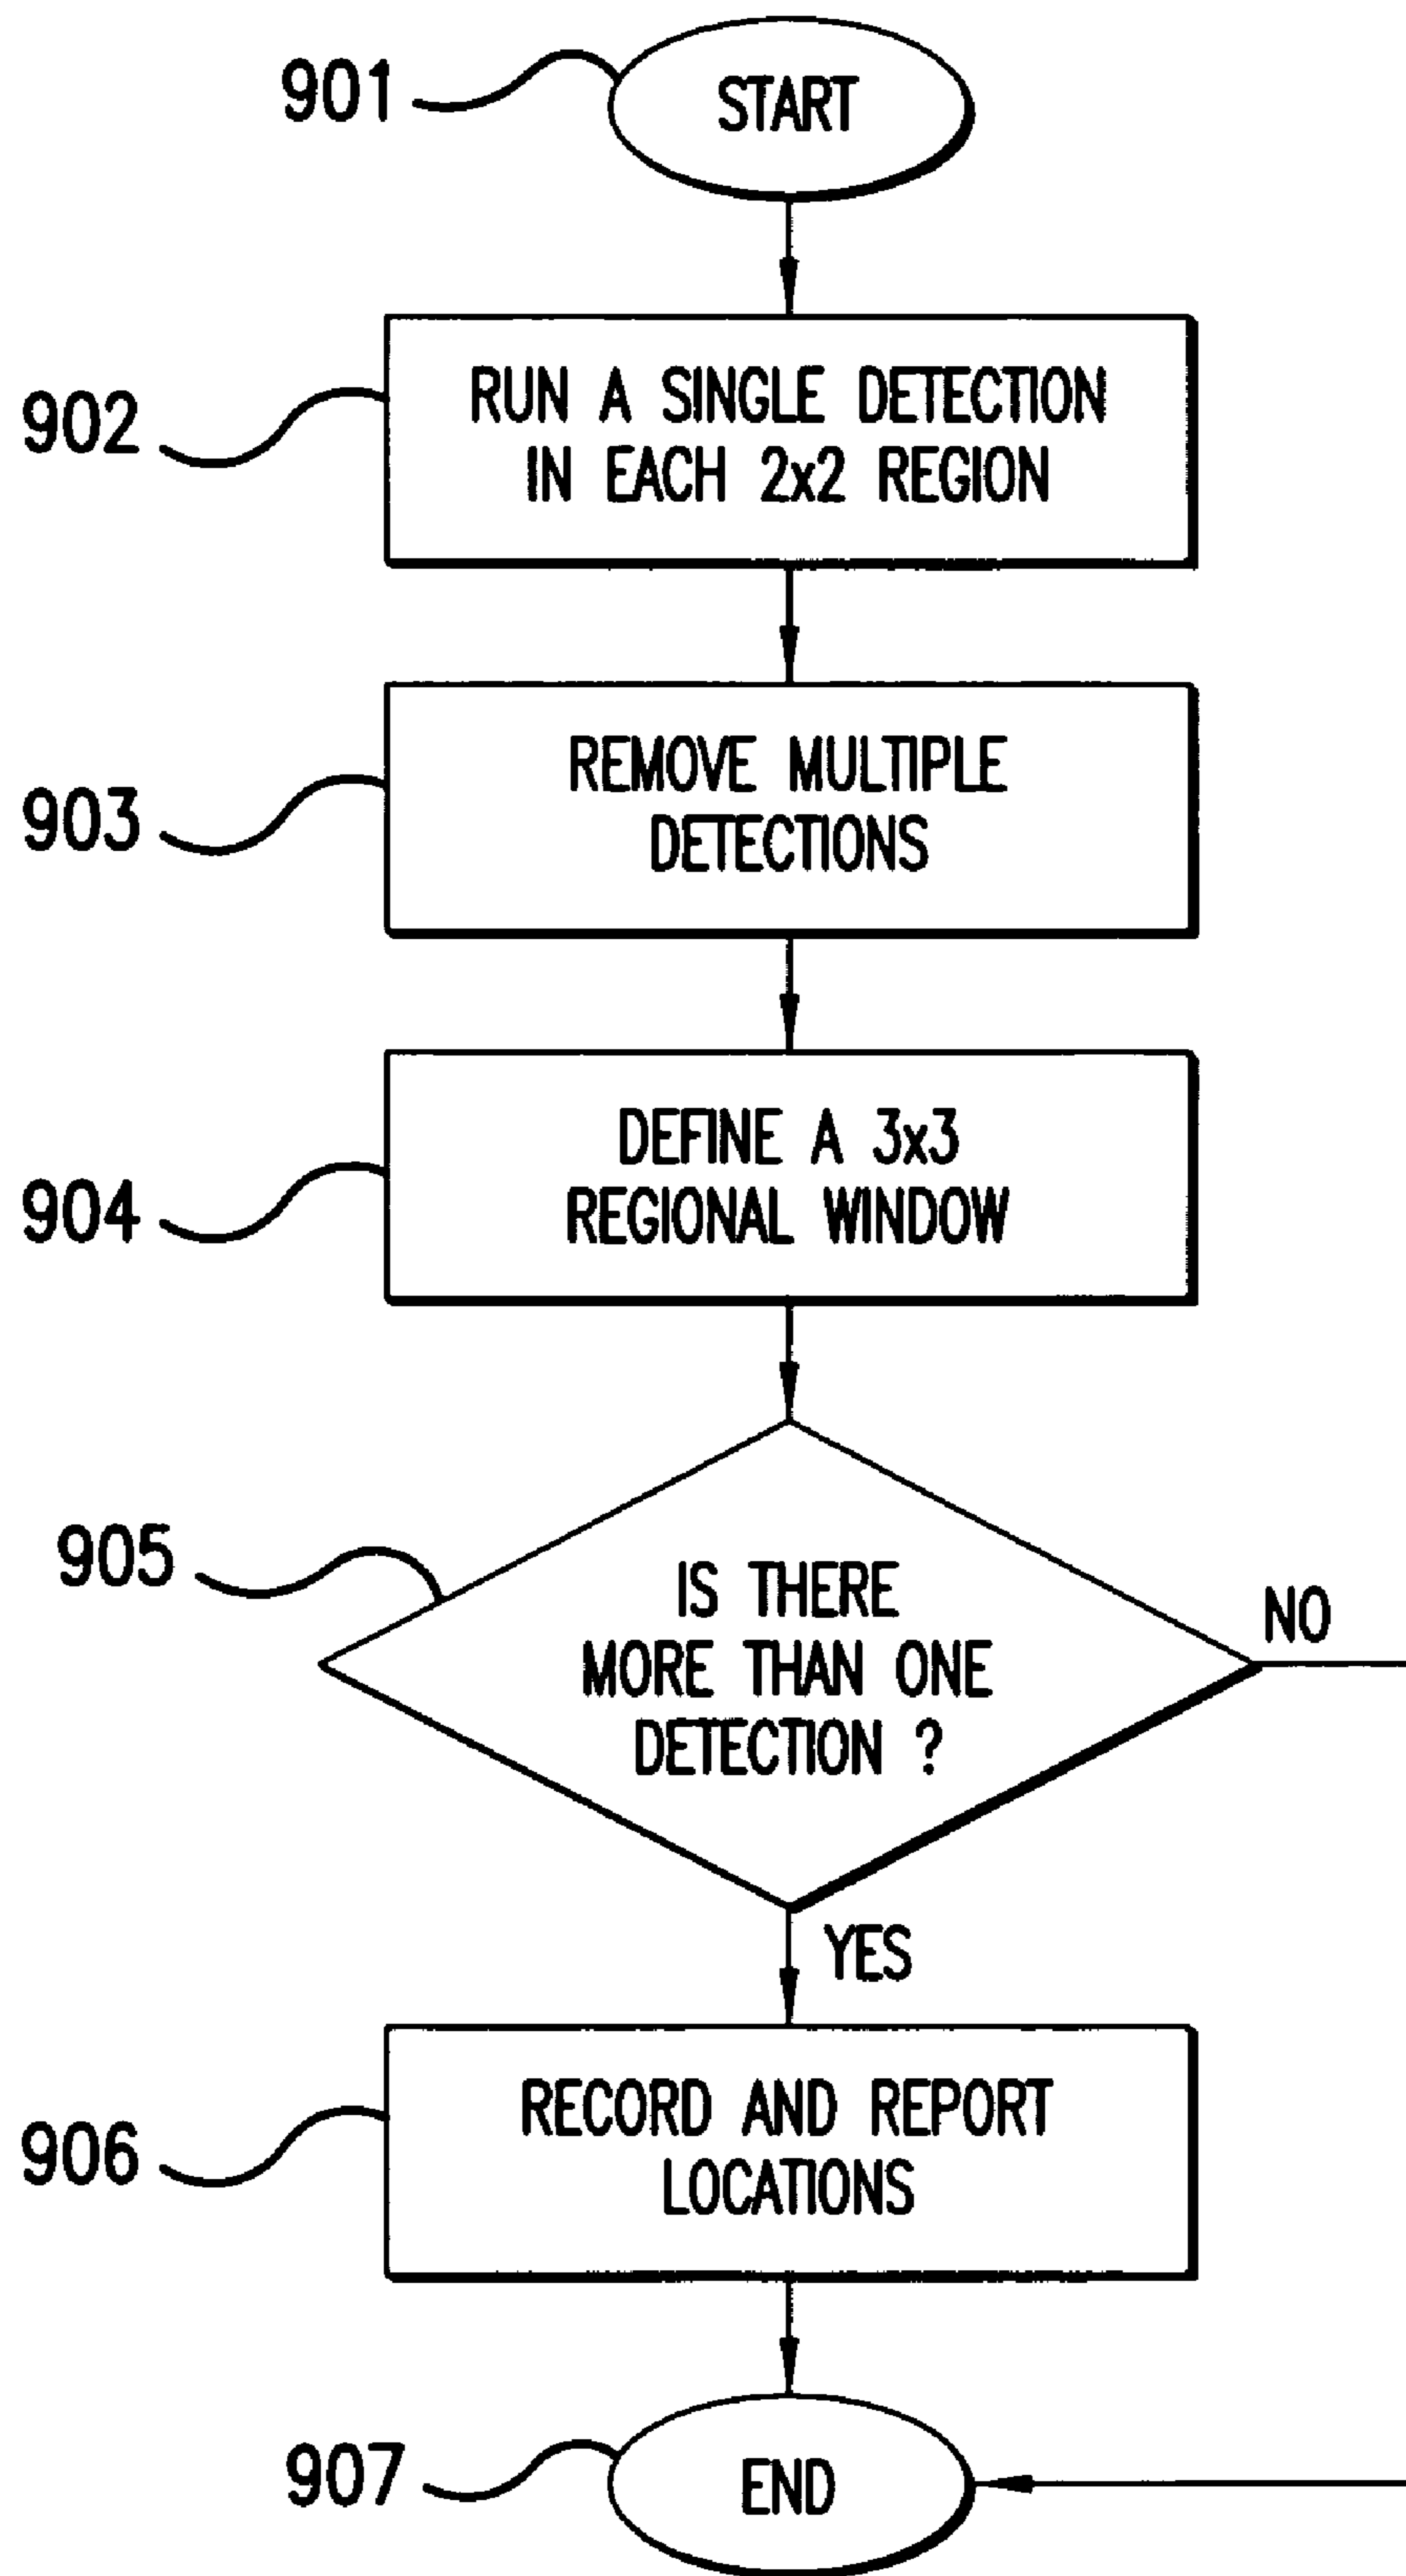 901
START
902
RUN A SINGLE DETECTION
IN EACH 2x2 REGION
903
REMOVE MULTIPLE
DETECTIONS
904
DEFINE A 3x3
REGIONAL WINDOW
905
IS THERE
MORE THAN ONE
DETECTION ?
NO
YES
906
RECORD AND REPORT
LOCATIONS
907
END